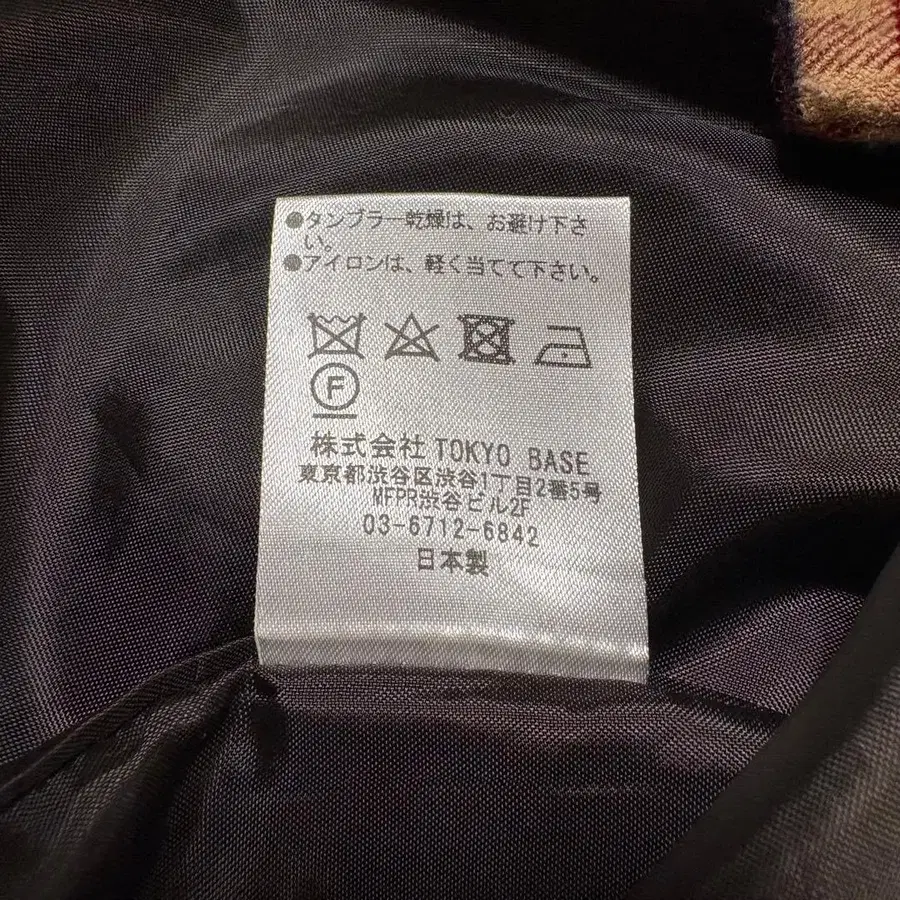 ●タンブラー乾燥は、お避け下さ
い。
●アイロンは、軽く当てて下さい。
F
株式会社 TOKYO BASE
東京都渋谷区渋谷1丁目2番5号
MFPR渋谷ビル2F
03-6712-6842
日本製